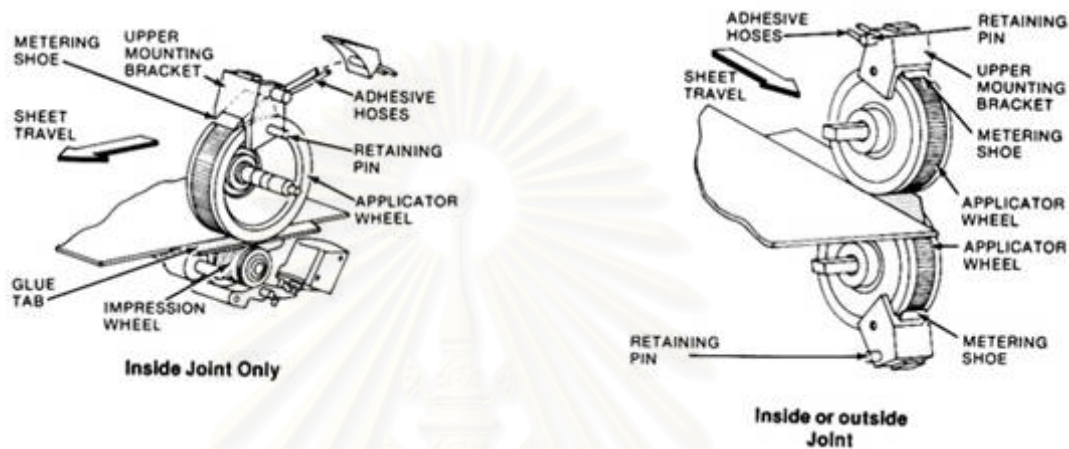 METERING
SHOE
UPPER
MOUNTING
BRACKET
ADHESIVE
HOSES
SHEET
TRAVEL
RETAINING
PIN
APPLICATOR
WHEEL
GLUE
TAB
IMPRESSION
WHEEL
Inside Joint Only
ADHESIVE
HOSES
RETAINING
PIN
SHEET
TRAVEL
UPPER
MOUNTING
BRACKET
METERING
SHOE
APPLICATOR
WHEEL
APPLICATOR
WHEEL
RETAINING
PIN
METERING
SHOE
Inside or outside
Joint